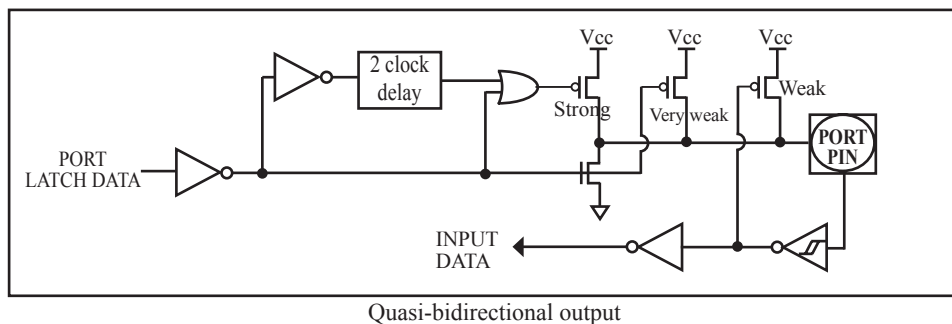 Vcc
Vcc
Vcc
2 clock
delay
Strong
Very weak
Weak
PORT
LATCH DATA
PORT
PIN
INPUT
DATA
Quasi-bidirectional output